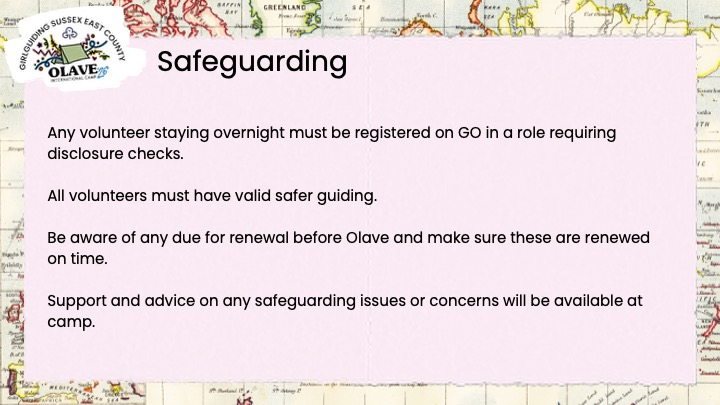 GIRLGUIDING SUSSEX EAST COUNTY
OLAVE 26
INTERNATIONAL CAMP
GREENLAND
SEA
Safeguarding
Any volunteer staying overnight must be registered on GO in a role requiring
disclosure checks.
All volunteers must have valid safer guiding.
Be aware of any due for renewal before Olave and make sure these are renewed
on time.
Support and advice on any safeguarding issues or concerns will be available at
camp.